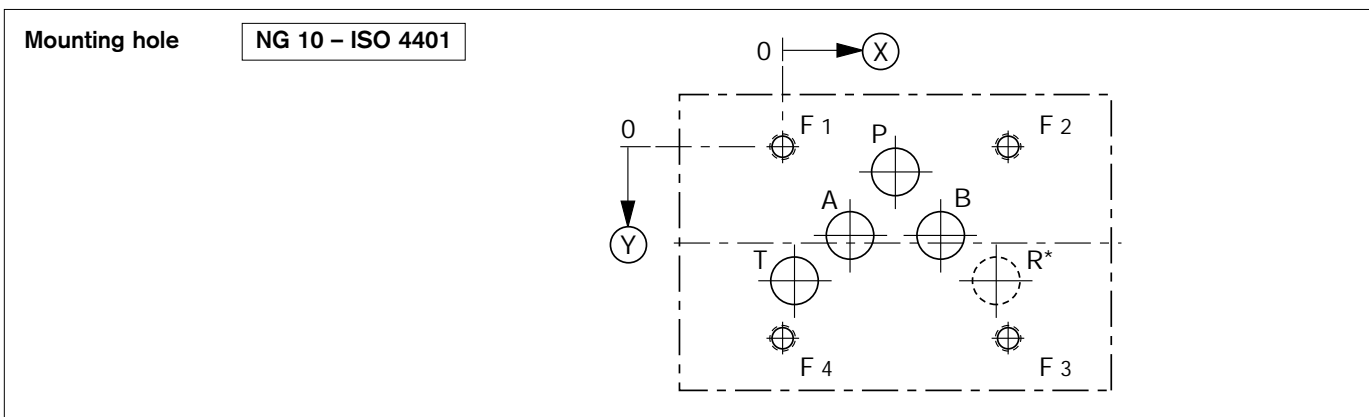 Mounting hole NG 10 – ISO 4401
0 X
0 F 1 P F 2
A B
Y
T R*
F 4 F 3